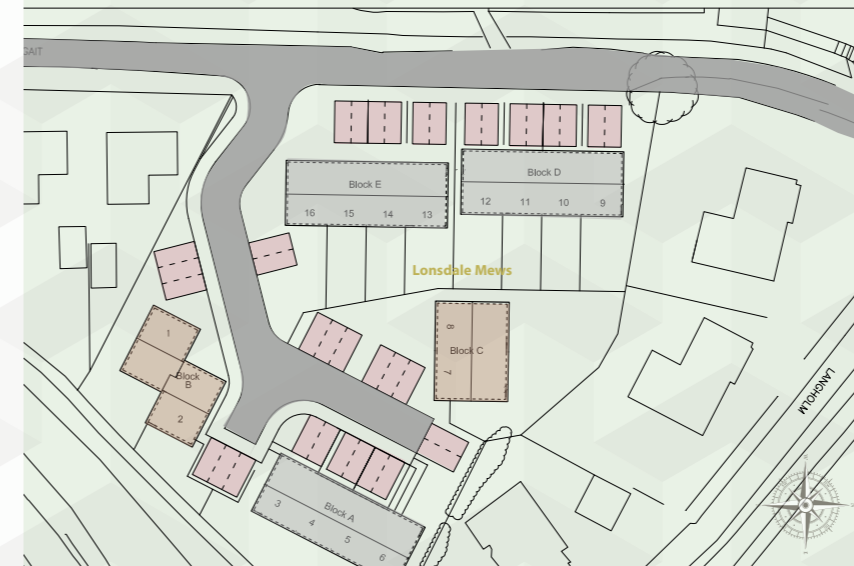 GAIT
Block E
16 15 14 13
Block D
12 11 10 9
Lonsdale Mews
8
Block C
7
1
Block
B
2
Block A
3
4
5
6
LANGHOLM